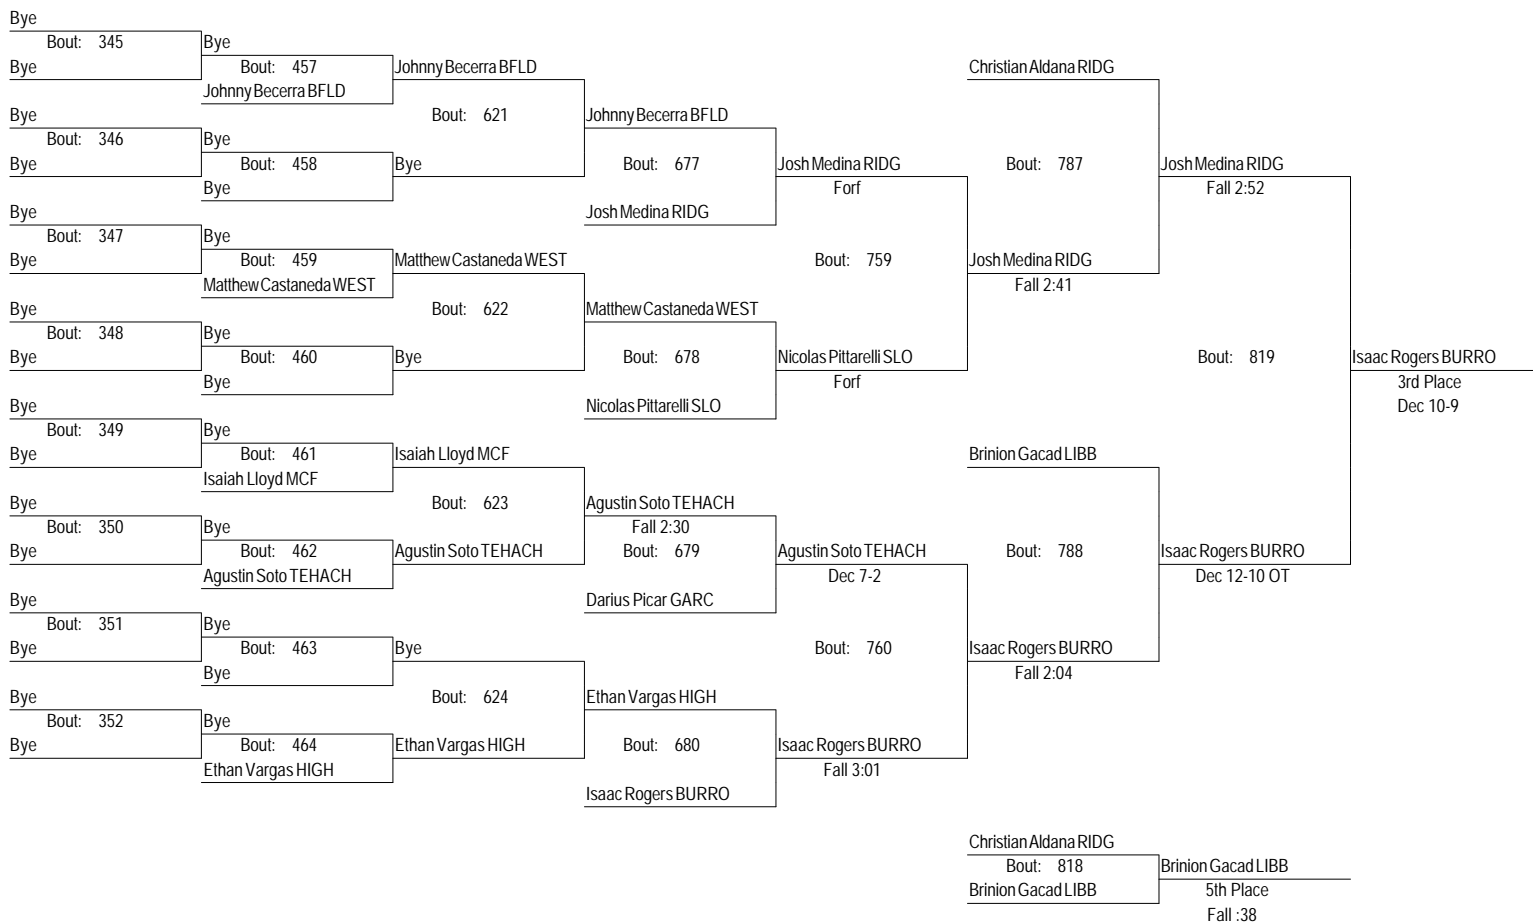 Bye
Bout: 345
Bye
Bye
Bout: 457
Johnny Becerra BFLD
Johnny Becerra BFLD
Bye
Bout: 346
Bye
Bye
Bout: 458
Bye
Bye
Bout: 621
Johnny Becerra BFLD
Bout: 677
Josh Medina RIDG
Josh Medina RIDG
Forf
Bye
Bout: 347
Bye
Bye
Bout: 459
Matthew Castaneda WEST
Matthew Castaneda WEST
Bye
Bout: 348
Bye
Bye
Bout: 460
Bye
Bye
Bout: 622
Matthew Castaneda WEST
Bout: 678
Nicolas Pittarelli SLO
Nicolas Pittarelli SLO
Forf
Bout: 759
Josh Medina RIDG
Fall 2:41
Christian Aldana RIDG
Bout: 787
Josh Medina RIDG
Fall 2:52
Bye
Bout: 349
Bye
Bye
Bout: 461
Isaiah Lloyd MCF
Isaiah Lloyd MCF
Bye
Bout: 350
Bye
Bye
Bout: 462
Agustin Soto TEHACH
Agustin Soto TEHACH
Bout: 623
Agustin Soto TEHACH
Fall 2:30
Bout: 679
Darius Picar GARC
Agustin Soto TEHACH
Dec 7-2
Bye
Bout: 351
Bye
Bye
Bout: 463
Bye
Bye
Bye
Bout: 352
Bye
Bye
Bout: 464
Ethan Vargas HIGH
Ethan Vargas HIGH
Bout: 624
Ethan Vargas HIGH
Bout: 680
Isaac Rogers BURRO
Isaac Rogers BURRO
Fall 3:01
Bout: 760
Isaac Rogers BURRO
Fall 2:04
Brinion Gacad LIBB
Bout: 788
Isaac Rogers BURRO
Dec 12-10 OT
Bout: 819
Isaac Rogers BURRO
3rd Place
Dec 10-9
Christian Aldana RIDG
Bout: 818
Brinion Gacad LIBB
Brinion Gacad LIBB
5th Place
Fall :38